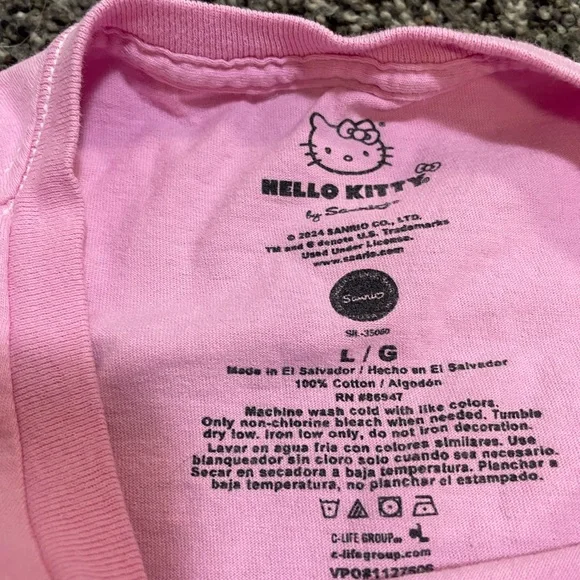 HELLO KITTY®
by Sanrio
© 2024 SANRIO CO., LTD.
TM and ® denote U.S. Trademarks
Used Under License.
www.sanrio.com
Sanrio
SR-35080
L / G
Made in El Salvador / Hecho en El Salvador
100% Cotton / Algodón
RN #86947
Machine wash cold with like colors.
Only non-chlorine bleach when needed. Tumble
dry low. Iron low only, do not iron decoration.
Lavar en agua fria con colores similares. Use
blanqueador sin cloro solo cuando sea necesario.
Secar en secadora a baja temperatura. Planchar a
baja temperatura, no planchar el estampado.
C-LIFE GROUP
c-lifegroup.com
VPO#1127606